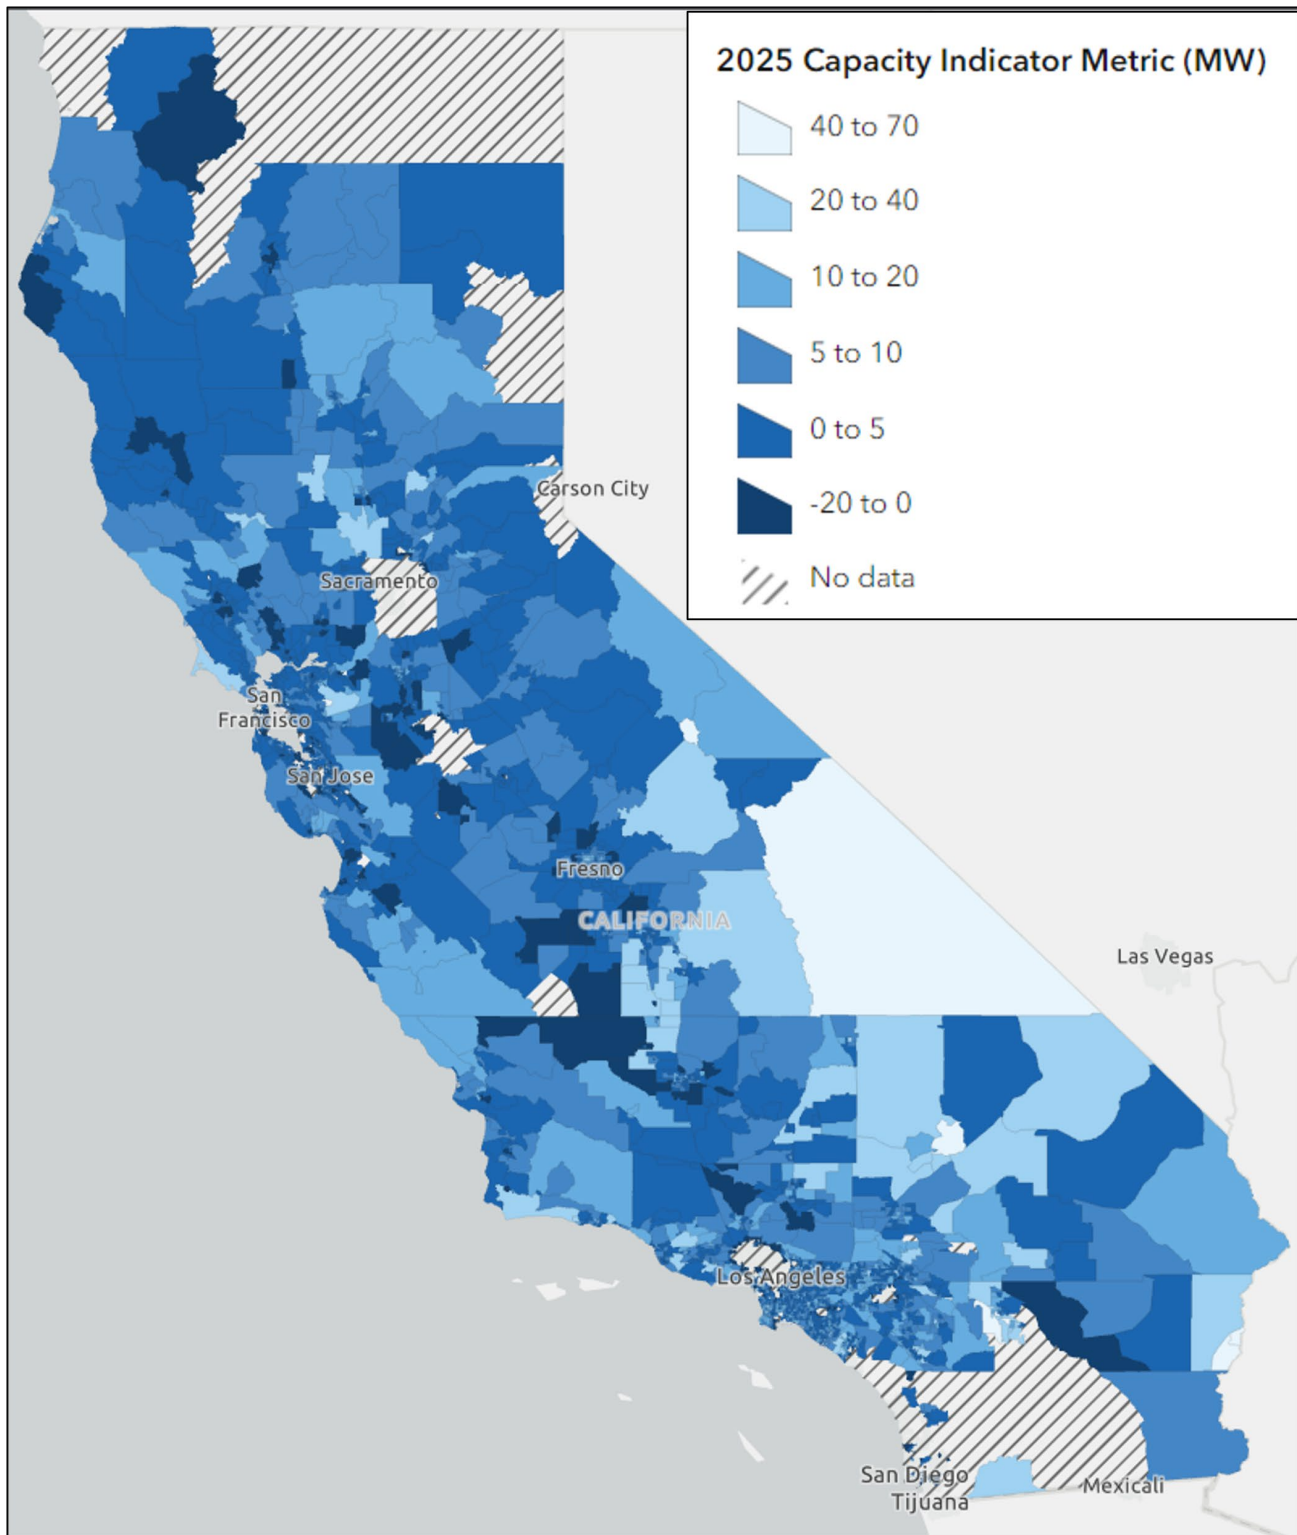 2025 Capacity Indicator Metric (MW)
40 to 70
20 to 40
10 to 20
5 to 10
0 to 5
-20 to 0
No data
Carson City
Sacramento
San
Francisco
San Jose
Fresno
CALIFORNIA
Las Vegas
Los Angeles
San Diego
Tijuana
Mexicali